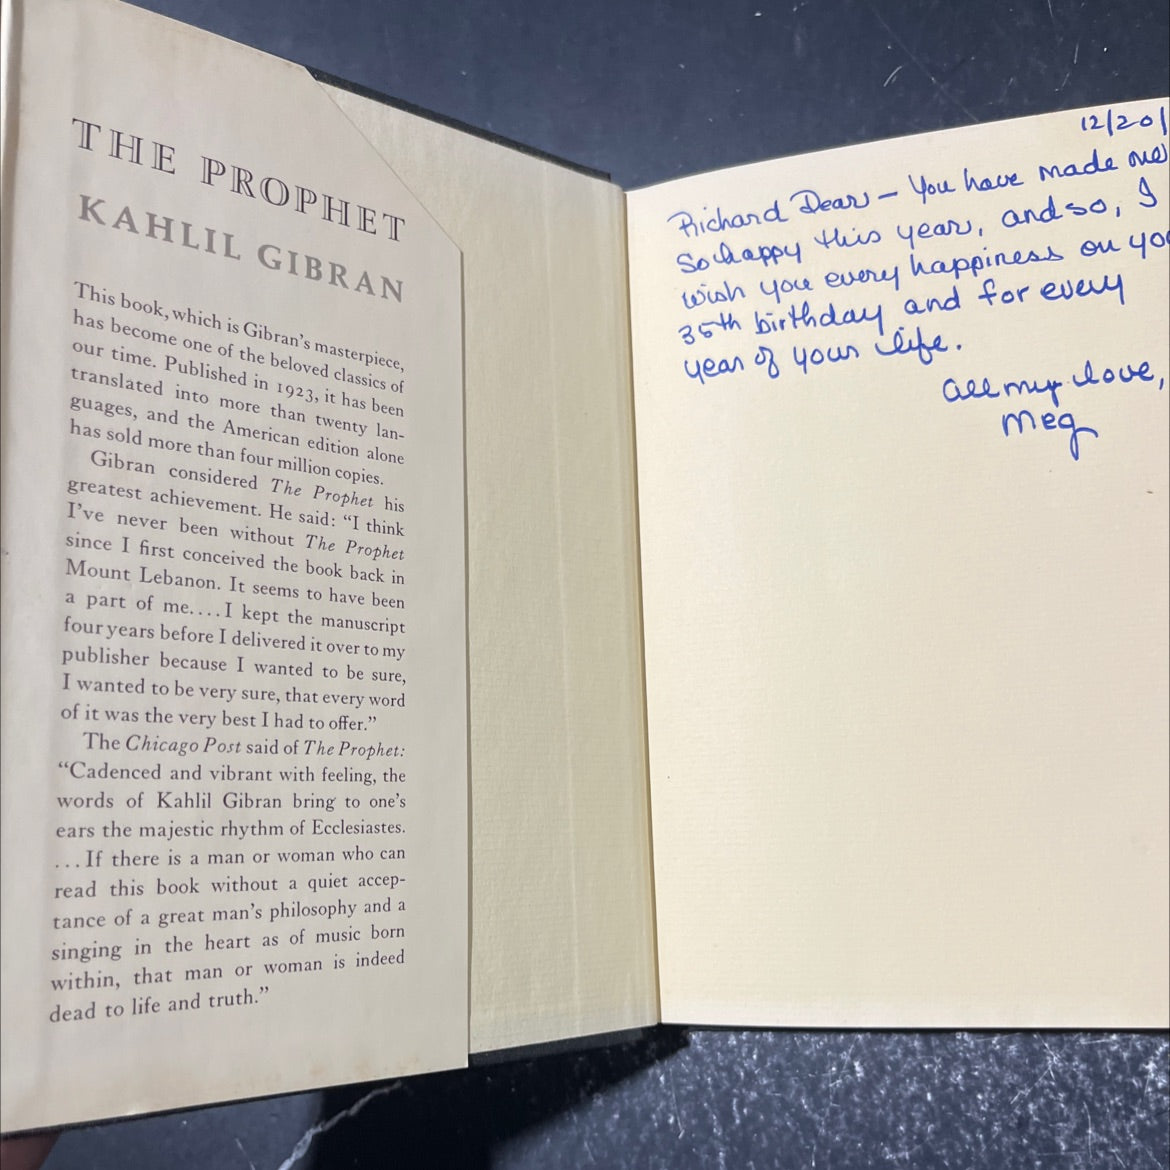 THE PROPHET
KAHLIL GIBRAN
This book, which is Gibran's masterpiece,
has become one of the beloved classics of
our time. Published in 1923, it has been
translated into more than twenty lan-
guages, and the American edition alone
has sold more than four million copies.
Gibran considered The Prophet his
greatest achievement. He said: “I think
I've never been without The Prophet
since I first conceived the book back in
Mount Lebanon. It seems to have been
a part of me....I kept the manuscript
four years before I delivered it over to my
publisher because I wanted to be sure,
I wanted to be very sure, that every word
of it was the very best I had to offer.”
The Chicago Post said of The Prophet:
“Cadenced and vibrant with feeling, the
words of Kahlil Gibran bring to one's
ears the majestic rhythm of Ecclesiastes.
...If there is a man or woman who can
read this book without a quiet accep-
tance of a great man's philosophy and a
singing in the heart as of music born
within, that man or woman is indeed
dead to life and truth.”
12/20/
Richard Dear – You have made me
so happy this year, and so, I
wish you every happiness on yo
35th birthday and for every
year of your life.
All my love,
Meg